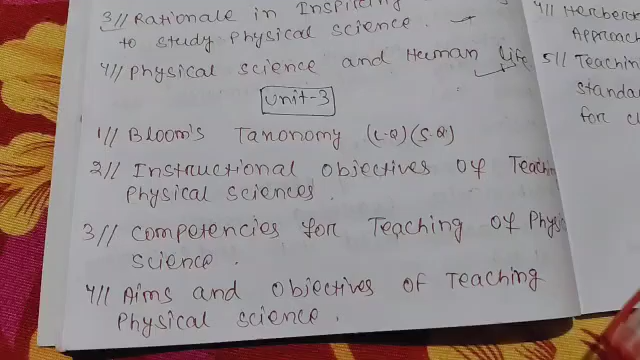 3// Rationale in Inspiring
to study Physical science.
4// Physical science and Human life
Unit-3
1// Bloom's Taxonomy (L.Q) (S.Q)
2// Instructional objectives of Teaching
Physical sciences.
3// Competencies for Teaching of Physi
science.
4// Aims and objectives of Teaching
Physical science.
4// Herbert
Approach
5// Teachin
standa
for cl